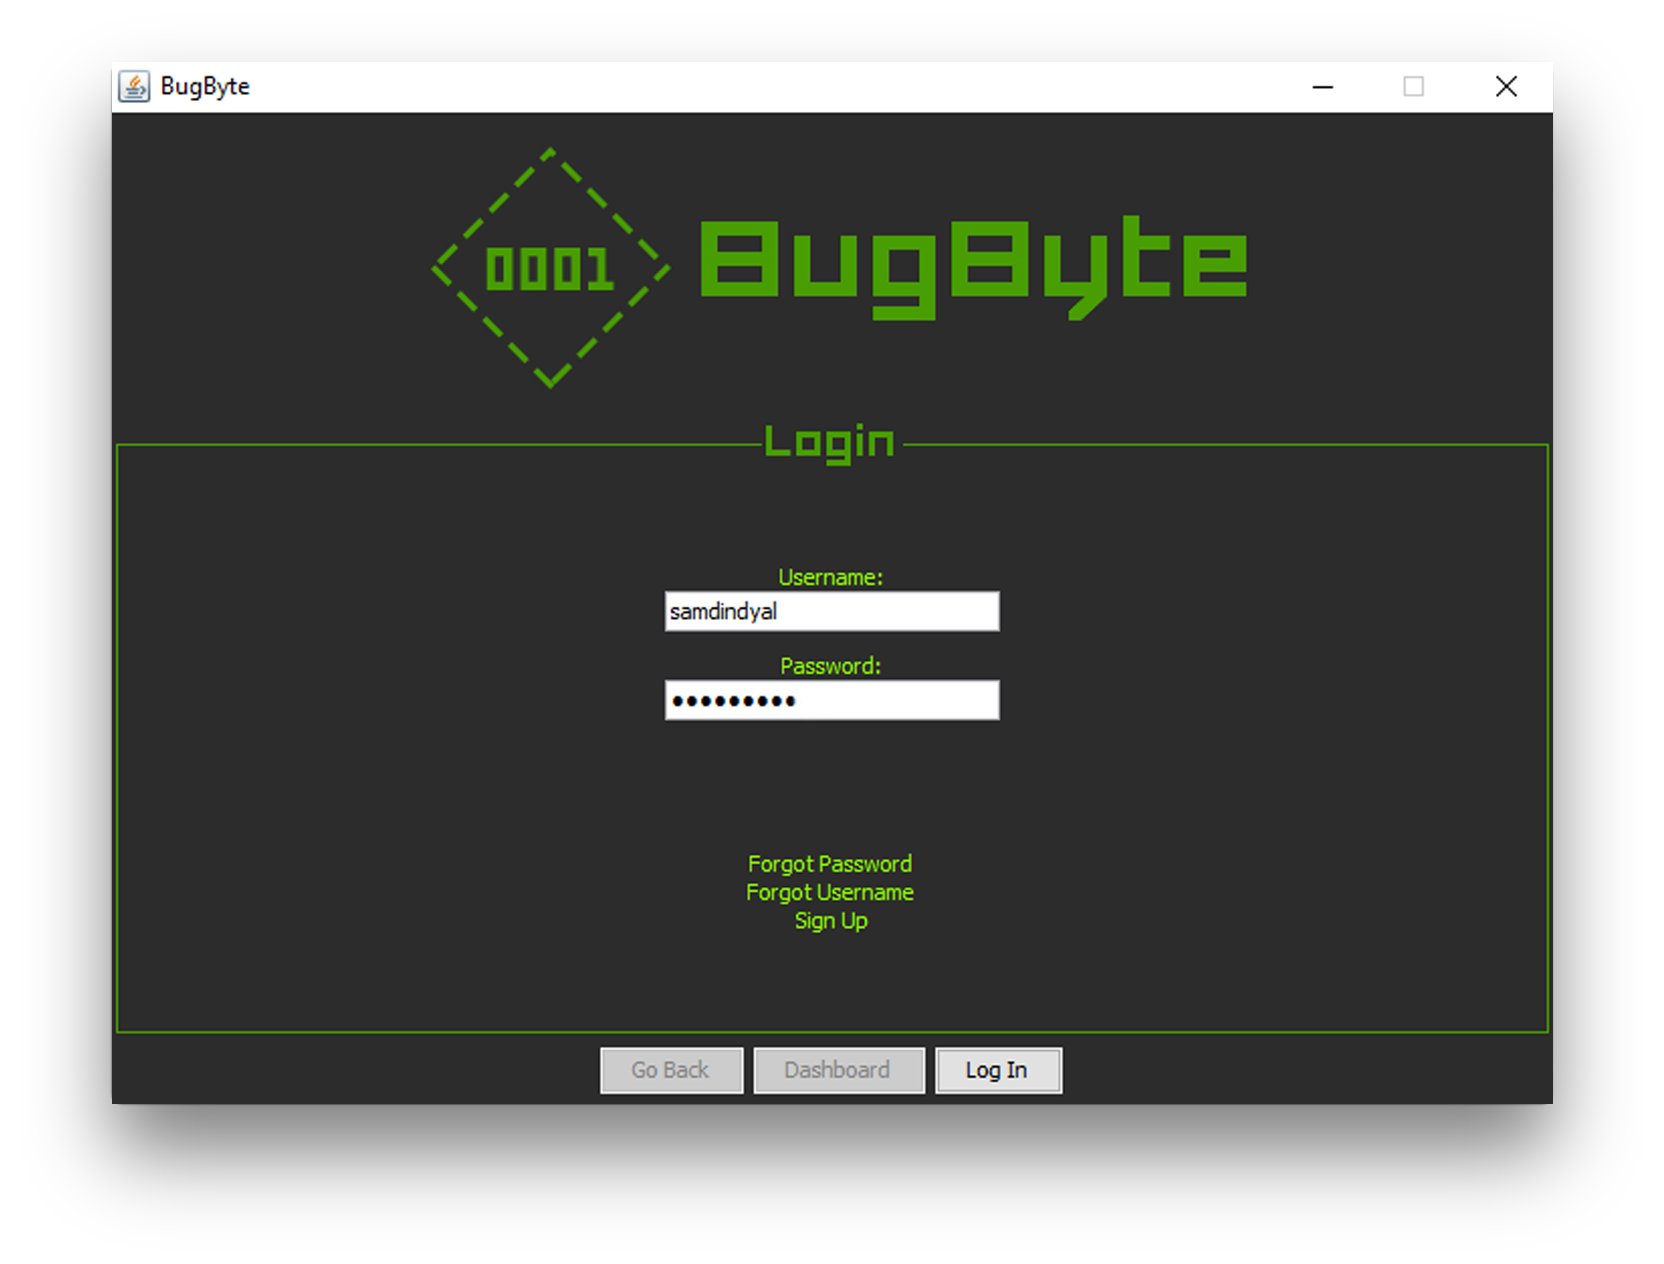 BugByte
0001
BugByte
Login
Username:
samdindyal
Password:
•••••••••
Forgot Password
Forgot Username
Sign Up
Go Back Dashboard Log In